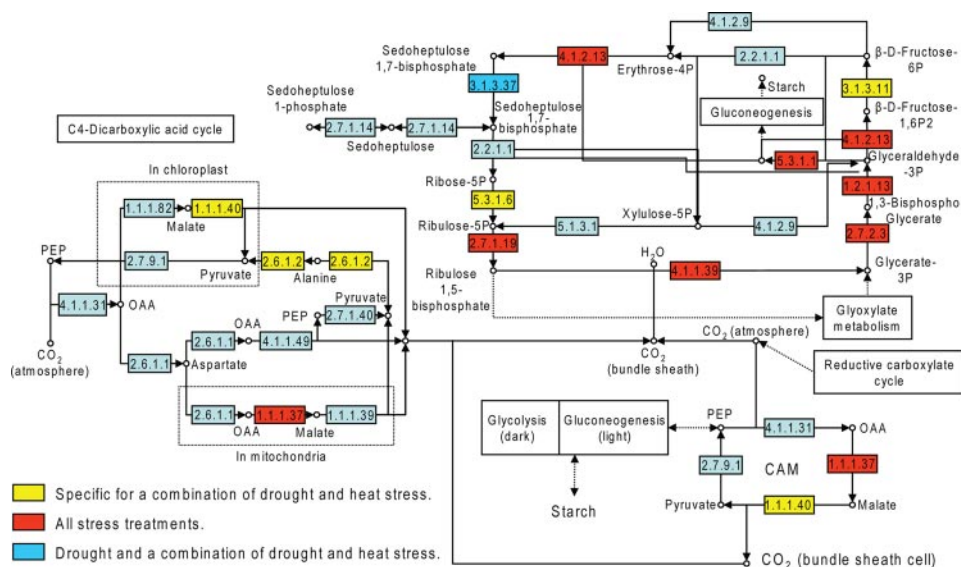 4.1.2.9
Sedoheptulose
1,7-bisphosphate
4.1.2.13
Erythrose-4P
2.2.1.1
β-D-Fructose-
6P
3.1.3.37
Starch
3.1.3.11
Sedoheptulose
1-phosphate
Sedoheptulose
1,7-
bisphosphate
Gluconeogenesis
β-D-Fructose-
1,6P2
C4-Dicarboxylic acid cycle
2.7.1.14
2.7.1.14
Sedoheptulose
4.1.2.13
2.2.1.1
5.3.1.1
Glyceraldehyde
-3P
In chloroplast
Ribose-5P
1.2.1.13
5.3.1.6
1,3-Bisphospho
Glycerate
1.1.1.82
1.1.1.40
Malate
Xylulose-5P
Ribulose-5P
5.1.3.1
4.1.2.9
2.7.2.3
2.7.1.19
PEP
2.7.9.1
Pyruvate
2.6.1.2
2.6.1.2
Alanine
H2O
4.1.1.39
Glycerate-
3P
Ribulose
1,5-
bisphosphate
4.1.1.31
OAA
Pyruvate
PEP
2.7.1.40
Glyoxylate
metabolism
OAA
2.6.1.1
4.1.1.49
CO2 (atmosphere)
CO2
(atmosphere)
2.6.1.1
Aspartate
CO2
(bundle sheath)
Reductive carboxylate
cycle
2.6.1.1
1.1.1.37
1.1.1.39
OAA
Malate
In mitochondria
Glycolysis
(dark)
Gluconeogenesis
(light)
PEP
4.1.1.31
OAA
2.7.9.1
CAM
1.1.1.37
Starch
Pyruvate
1.1.1.40
Malate
Specific for a combination of drought and heat stress.
All stress treatments.
Drought and a combination of drought and heat stress.
CO2 (bundle sheath cell)